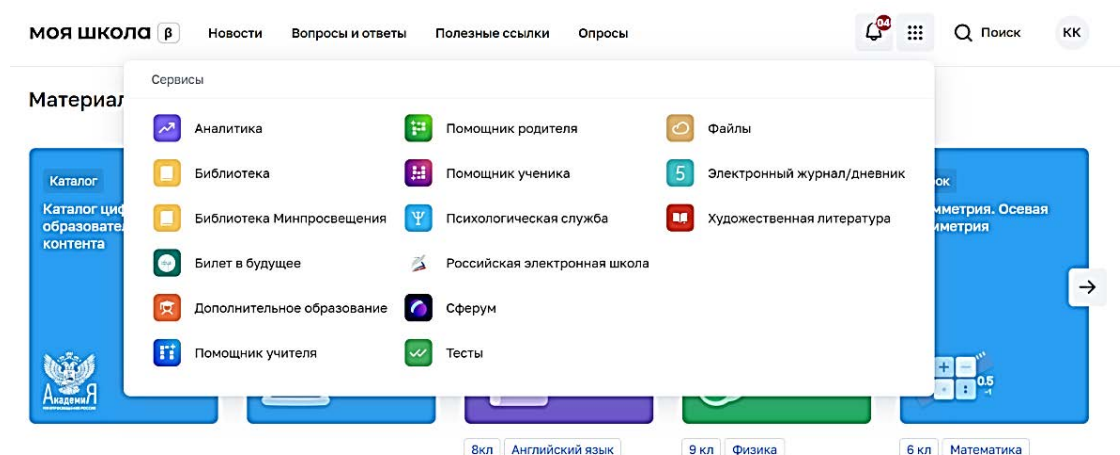 МОЯ ШКОЛА β Новости Вопросы и ответы Полезные ссылки Опросы 04 Поиск КК
Сервисы
Аналитика Помощник родителя Файлы
Библиотека Помощник ученика 5 Электронный журнал/дневник
Библиотека Минпросвещения Психологическая служба Художественная литература
Билет в будущее Российская электронная школа
Дополнительное образование Сферум
Помощник учителя Тесты
Материал
Каталог
Каталог циф
образовател
контента
АкадемиЯ
ок
мметрия. Осевая
мметрия
0.5
8кл Английский язык 9 кл Физика 6 кл Математика